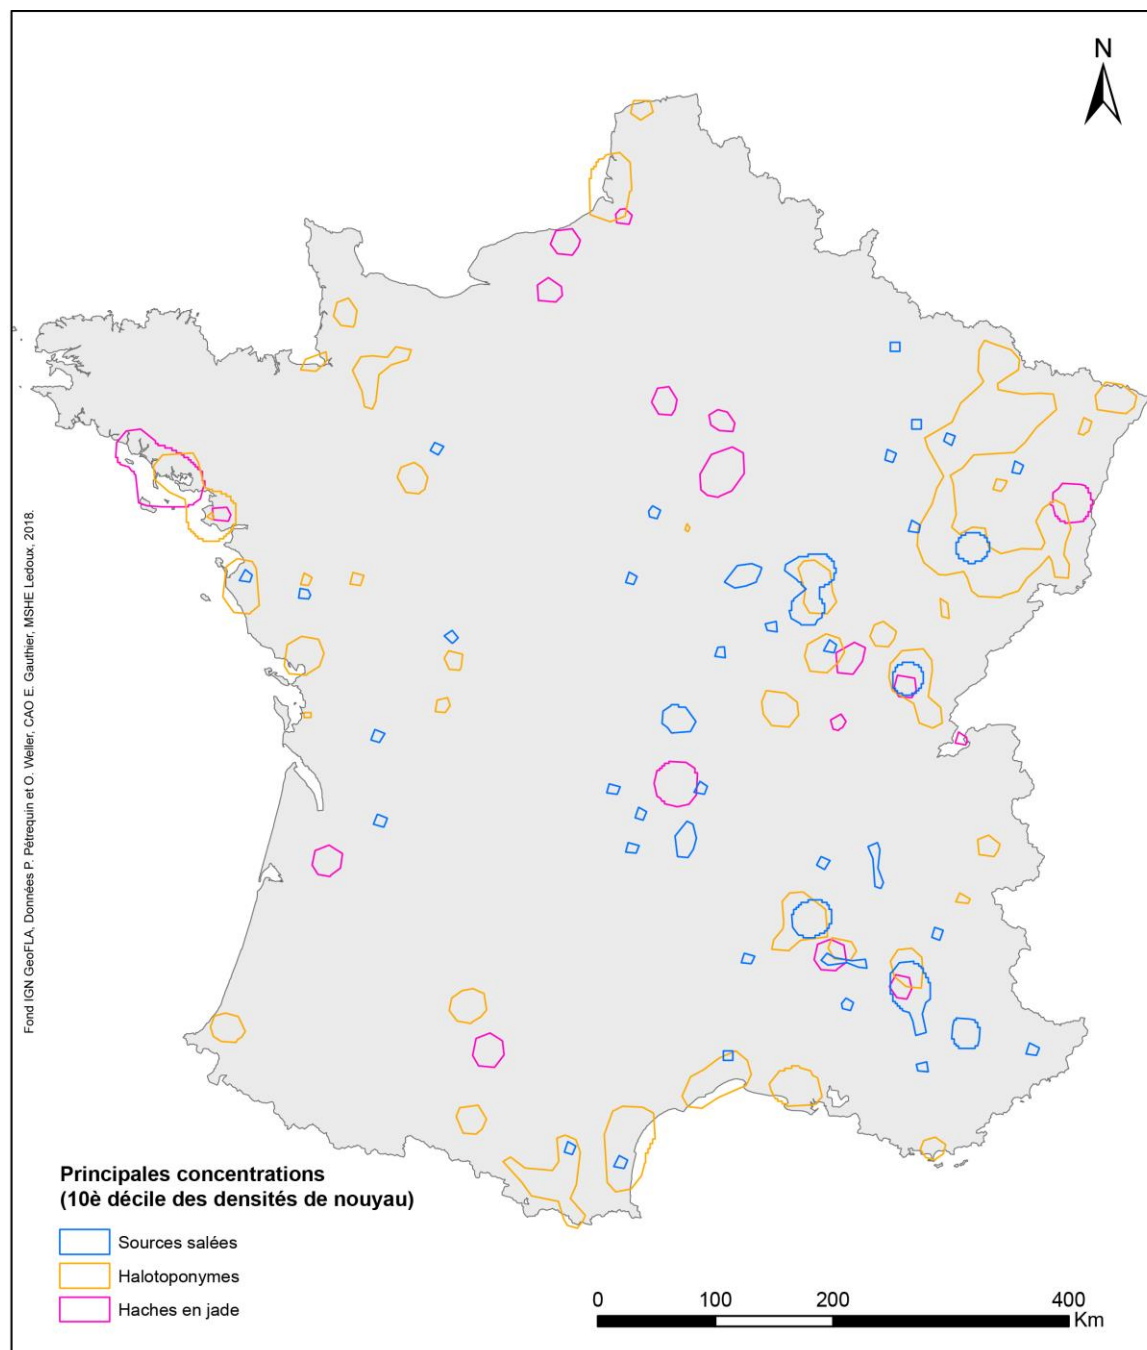 N
Fond IGN GeoFLA, Données P. Pétrequin et O. Weller, CAO E. Gauthier, MSHE Ledoux, 2018.
Principales concentrations
(10è décile des densités de nouyau)
Sources salées
Halotoponymes
Haches en jade
0 100 200 400
Km